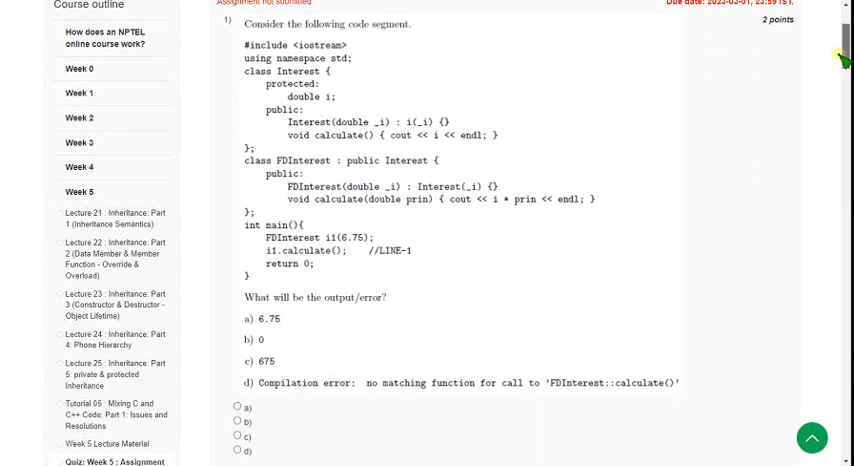 Course outline
How does an NPTEL
online course work?
Week 0
Week 1
Week 2
Week 3
Week 4
Week 5
Lecture 21 : Inheritance: Part
1 (Inheritance Semantics)
Lecture 22 : Inheritance: Part
2 (Data Member & Member
Function - Override &
Overload)
Lecture 23 : Inheritance: Part
3 (Constructor & Destructor -
Object Lifetime)
Lecture 24 : Inheritance: Part
4: Phone Hierarchy
Lecture 25 : Inheritance: Part
5: private & protected
Inheritance
Tutorial 05 : Mixing C and
C++ Code: Part 1: Issues and
Resolutions
Week 5 Lecture Material
Quiz: Week 5 : Assignment
Assignment not submitted
Due date: 2023-03-01, 23:59 IST.
1)
2 points
Consider the following code segment.
#include <iostream>
using namespace std;
class Interest {
protected:
double i;
public:
Interest(double _i) : i(_i) {}
void calculate() { cout << i << endl; }
};
class FDInterest : public Interest {
public:
FDInterest(double _i) : Interest(_i) {}
void calculate(double prin) { cout << i * prin << endl; }
};
int main(){
FDInterest i1(6.75);
i1.calculate(); //LINE-1
return 0;
}
What will be the output/error?
a) 6.75
b) 0
c) 675
d) Compilation error: no matching function for call to 'FDInterest::calculate()'
a)
b)
c)
d)